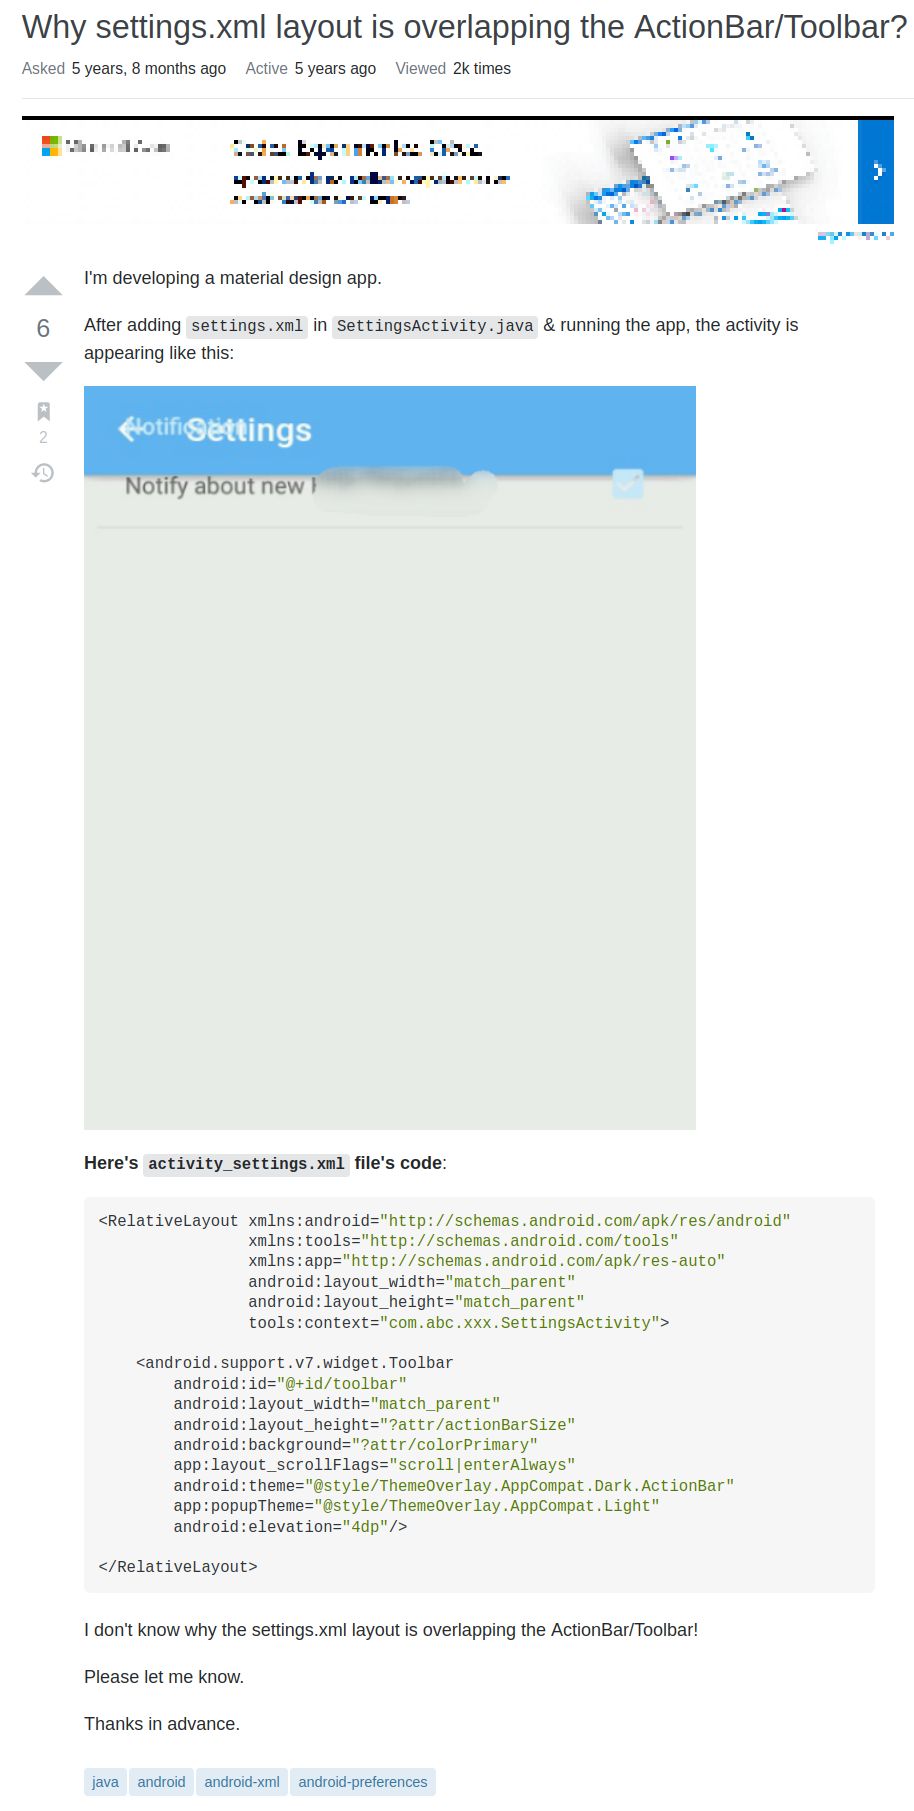 Why settings.xml layout is overlapping the ActionBar/Toolbar?
Asked 5 years, 8 months ago Active 5 years ago Viewed 2k times
I'm developing a material design app.
6
After adding settings.xml in SettingsActivity.java & running the app, the activity is
appearing like this:
2
Notification
Settings
Notify about new
Here's activity_settings.xml file's code:
<RelativeLayout xmlns:android="http://schemas.android.com/apk/res/android"
xmlns:tools="http://schemas.android.com/tools"
xmlns:app="http://schemas.android.com/apk/res-auto"
android:layout_width="match_parent"
android:layout_height="match_parent"
tools:context="com.abc.xxx.SettingsActivity">
<android.support.v7.widget.Toolbar
android:id="@+id/toolbar"
android:layout_width="match_parent"
android:layout_height="?attr/actionBarSize"
android:background="?attr/colorPrimary"
app:layout_scrollFlags="scroll|enterAlways"
android:theme="@style/ThemeOverlay.AppCompat.Dark.ActionBar"
app:popupTheme="@style/ThemeOverlay.AppCompat.Light"
android:elevation="4dp"/>
</RelativeLayout>
I don't know why the settings.xml layout is overlapping the ActionBar/Toolbar!
Please let me know.
Thanks in advance.
java android android-xml android-preferences